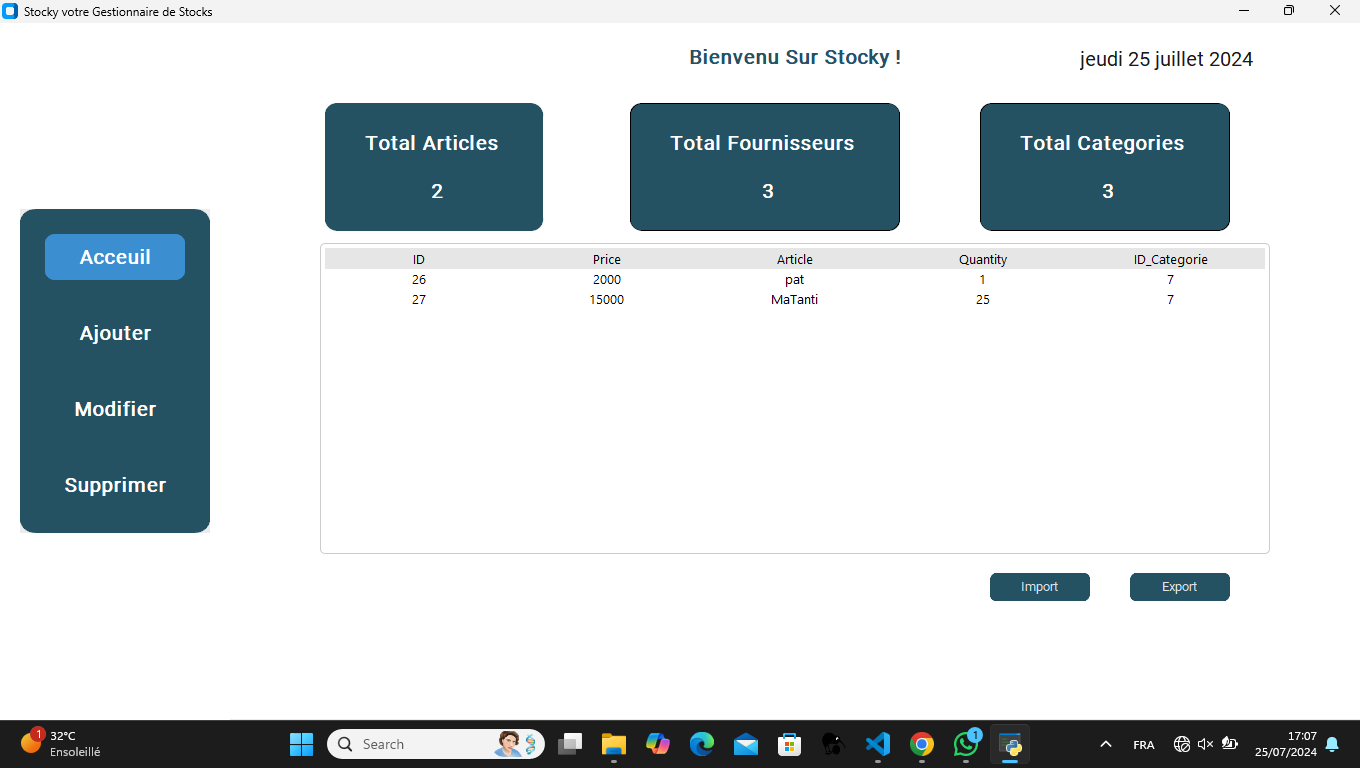 Stocky votre Gestionnaire de Stocks
Bienvenu Sur Stocky !
jeudi 25 juillet 2024
Total Articles
2
Total Fournisseurs
3
Total Categories
3
Acceuil
Ajouter
Modifier
Supprimer
ID Price Article Quantity ID_Categorie
26 2000 pat 1 7
27 15000 MaTanti 25 7
Import
Export
1
32°C
Ensoleillé
Search
1
FRA
17:07
25/07/2024